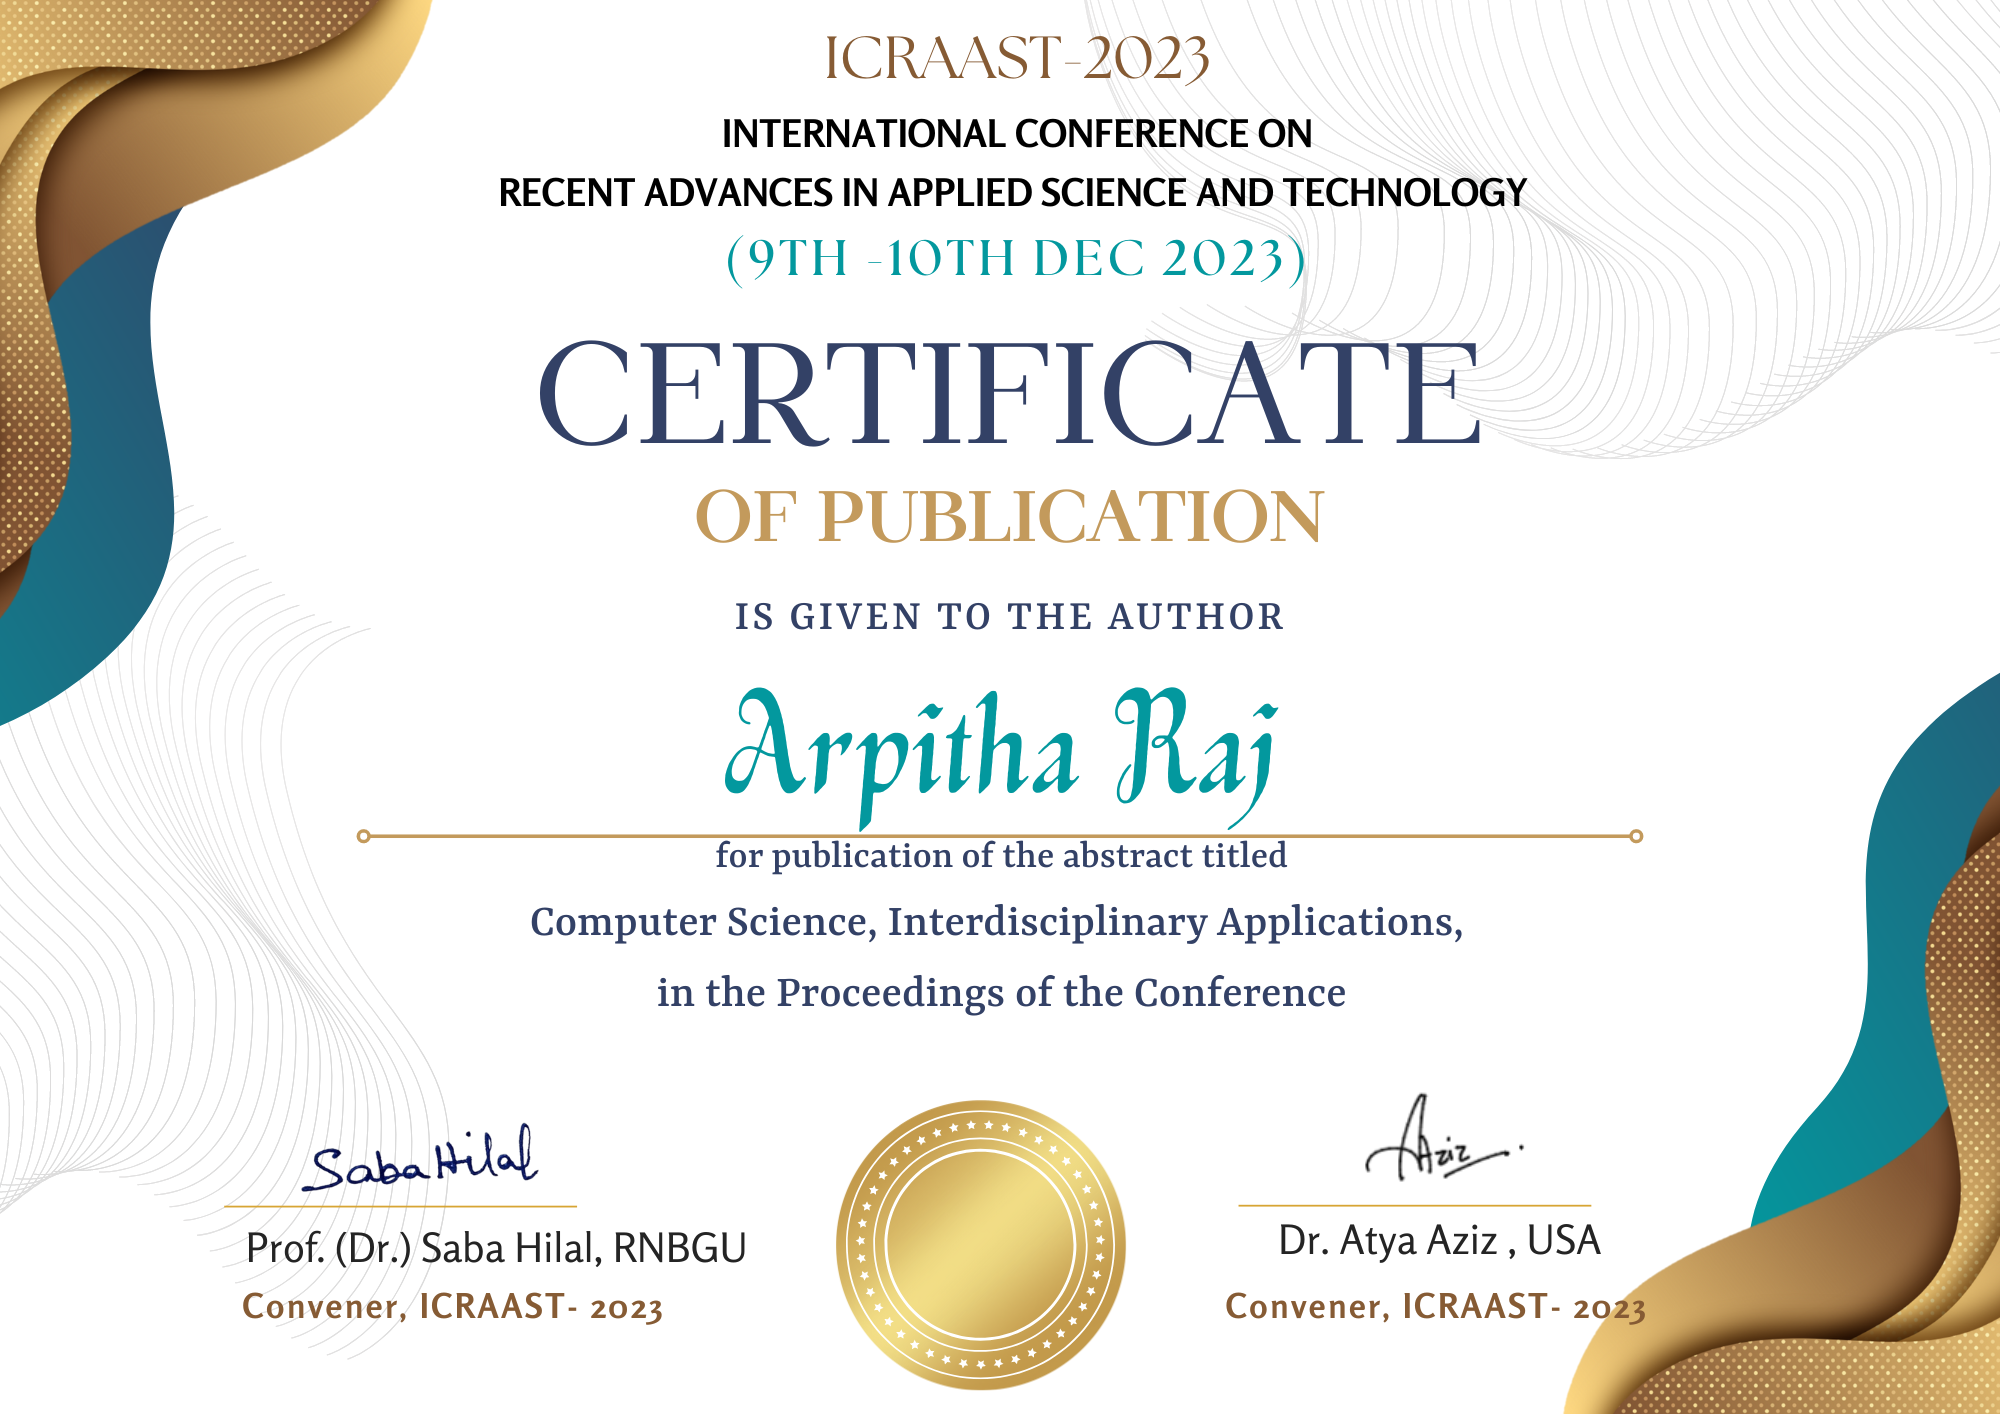 ICRAAST-2023
INTERNATIONAL CONFERENCE ON
RECENT ADVANCES IN APPLIED SCIENCE AND TECHNOLOGY
(9TH -10TH DEC 2023)
CERTIFICATE
OF PUBLICATION
IS GIVEN TO THE AUTHOR
Arpitha Raj
for publication of the abstract titled
Computer Science, Interdisciplinary Applications,
in the Proceedings of the Conference
Saba Hilal
Prof. (Dr.) Saba Hilal, RNBGU
Convener, ICRAAST- 2023
Aziz
Dr. Atya Aziz , USA
Convener, ICRAAST- 2023